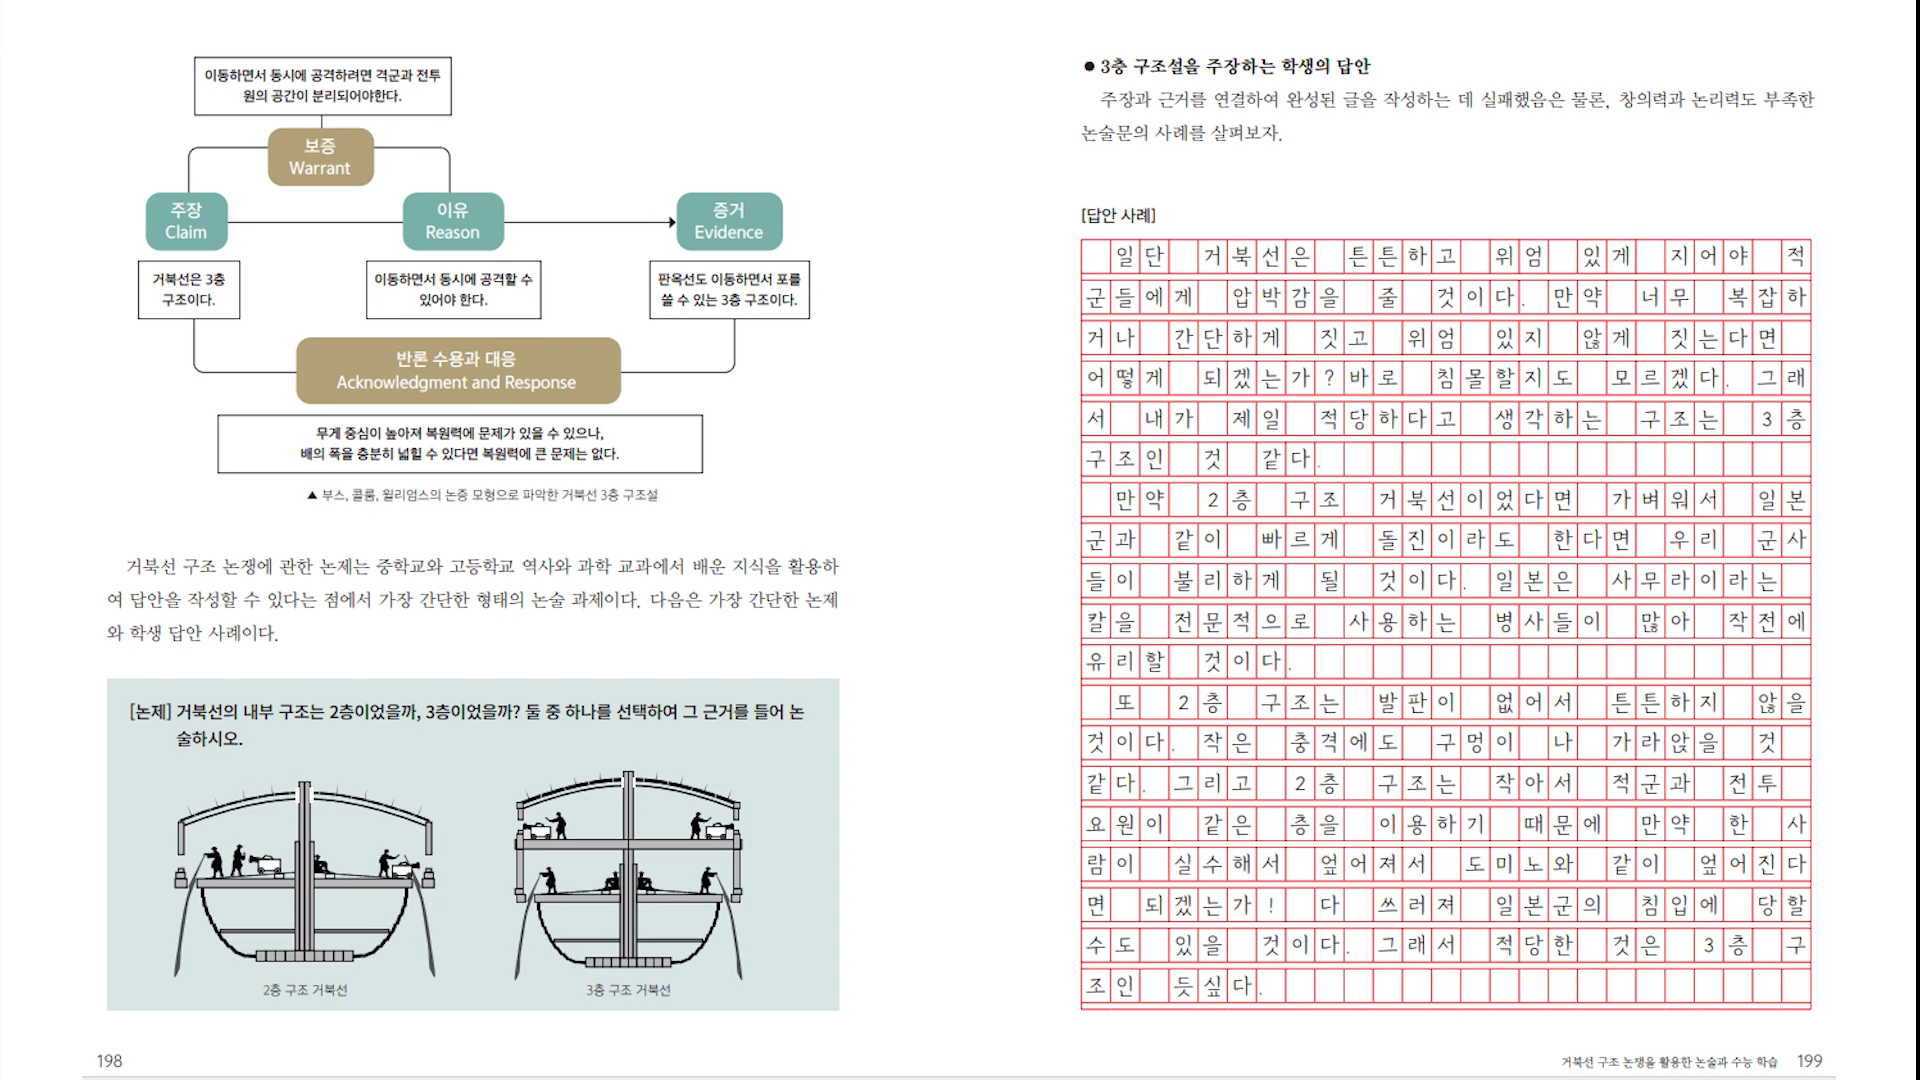 이동하면서 동시에 공격하려면 격군과 전투
원의 공간이 분리되어야한다.
보증
Warrant
주장
Claim
이유
Reason
증거
Evidence
거북선은 3층
구조이다.
이동하면서 동시에 공격할 수
있어야 한다.
판옥선도 이동하면서 포를
쓸 수 있는 3층 구조이다.
반론 수용과 대응
Acknowledgment and Response
무게 중심이 높아져 복원력에 문제가 있을 수 있으나,
배의 폭을 충분히 넓힐 수 있다면 복원력에 큰 문제는 없다.
▲ 부스, 콜룸, 윌리엄스의 논증 모형으로 파악한 거북선 3층 구조설
거북선 구조 논쟁에 관한 논제는 중학교와 고등학교 역사와 과학 교과에서 배운 지식을 활용하
여 답안을 작성할 수 있다는 점에서 가장 간단한 형태의 논술 과제이다. 다음은 가장 간단한 논제
와 학생 답안 사례이다.
[논제] 거북선의 내부 구조는 2층이었을까, 3층이었을까? 둘 중 하나를 선택하여 그 근거를 들어 논
술하시오.
2층 구조 거북선
3층 구조 거북선
198
● 3층 구조설을 주장하는 학생의 답안
주장과 근거를 연결하여 완성된 글을 작성하는 데 실패했음은 물론, 창의력과 논리력도 부족한
논술문의 사례를 살펴보자.
[답안 사례]
일단 거북선은 튼튼하고 위엄 있게 지어야 적
군들에게 압박감을 줄 것이다. 만약 너무 복잡하
거나 간단하게 짓고 위엄 있지 않게 짓는다면
어떻게 되겠는가? 바로 침몰할지도 모르겠다. 그래
서 내가 제일 적당하다고 생각하는 구조는 3층
구조인 것 같다.
만약 2층 구조 거북선이었다면 가벼워서 일본
군과 같이 빠르게 돌진이라도 한다면 우리 군사
들이 불리하게 될 것이다. 일본은 사무라이라는
칼을 전문적으로 사용하는 병사들이 많아 작전에
유리할 것이다.
또 2층 구조는 발판이 없어서 튼튼하지 않을
것이다. 작은 충격에도 구멍이 나 가라앉을 것
같다. 그리고 2층 구조는 작아서 적군과 전투
요원이 같은 층을 이용하기 때문에 만약 한 사
람이 실수해서 엎어져서 도미노와 같이 엎어진다
면 되겠는가! 다 쓰러져 일본군의 침입에 당할
수도 있을 것이다. 그래서 적당한 것은 3층 구
조인 듯싶다.
거북선 구조 논쟁을 활용한 논술과 수능 학습 199